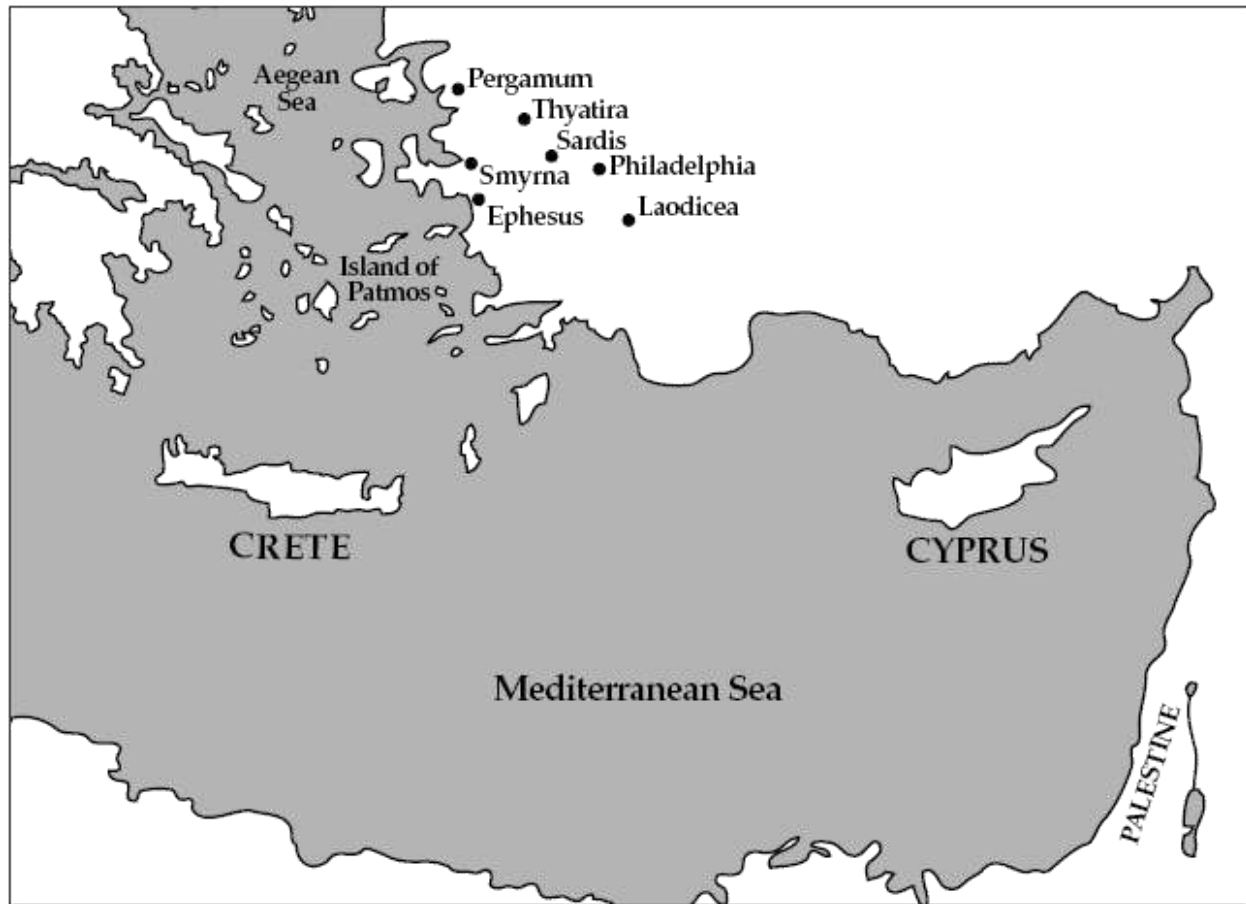 Aegean
Sea
Pergamum
Thyatira
Sardis
Smyrna
Philadelphia
Ephesus
Laodicea
Island of
Patmos
CRETE
CYPRUS
Mediterranean Sea
PALESTINE